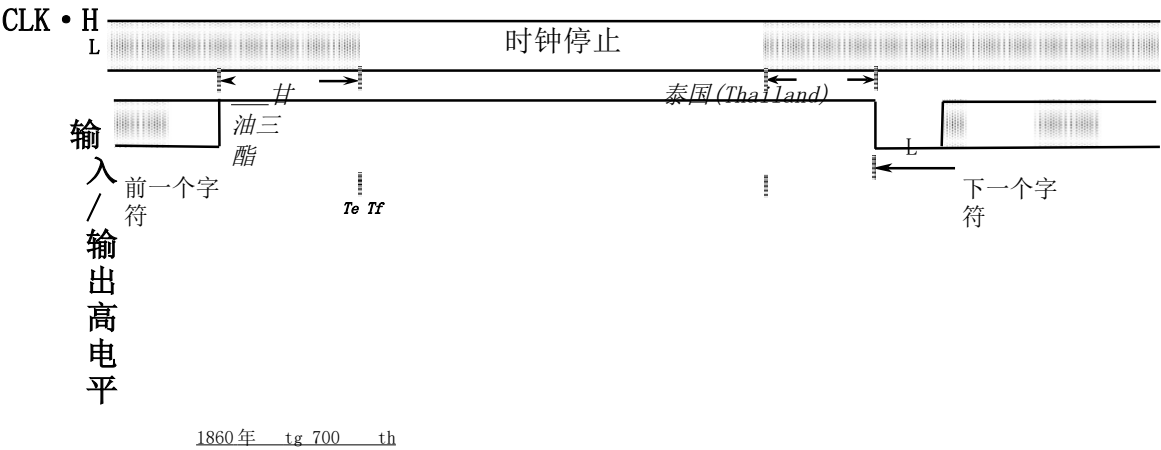 CLK•H
L
时钟停止
甘
油三
酯
泰国(Thailand)
输
入
/
输
出
高
电
平
前一个字
符
Te Tf
L
下一个字
符
1860年 tg 700 th